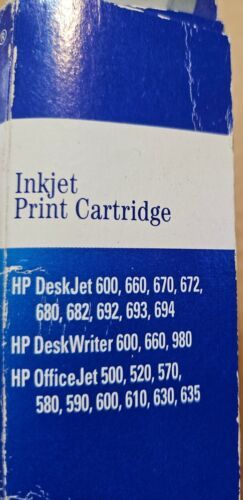 ®
Inkjet
Print Cartridge
HP DeskJet 600, 660, 670, 672,
680, 682, 692, 693, 694
HP DeskWriter 600, 660, 980
HP OfficeJet 500, 520, 570,
580, 590, 600, 610, 630, 635